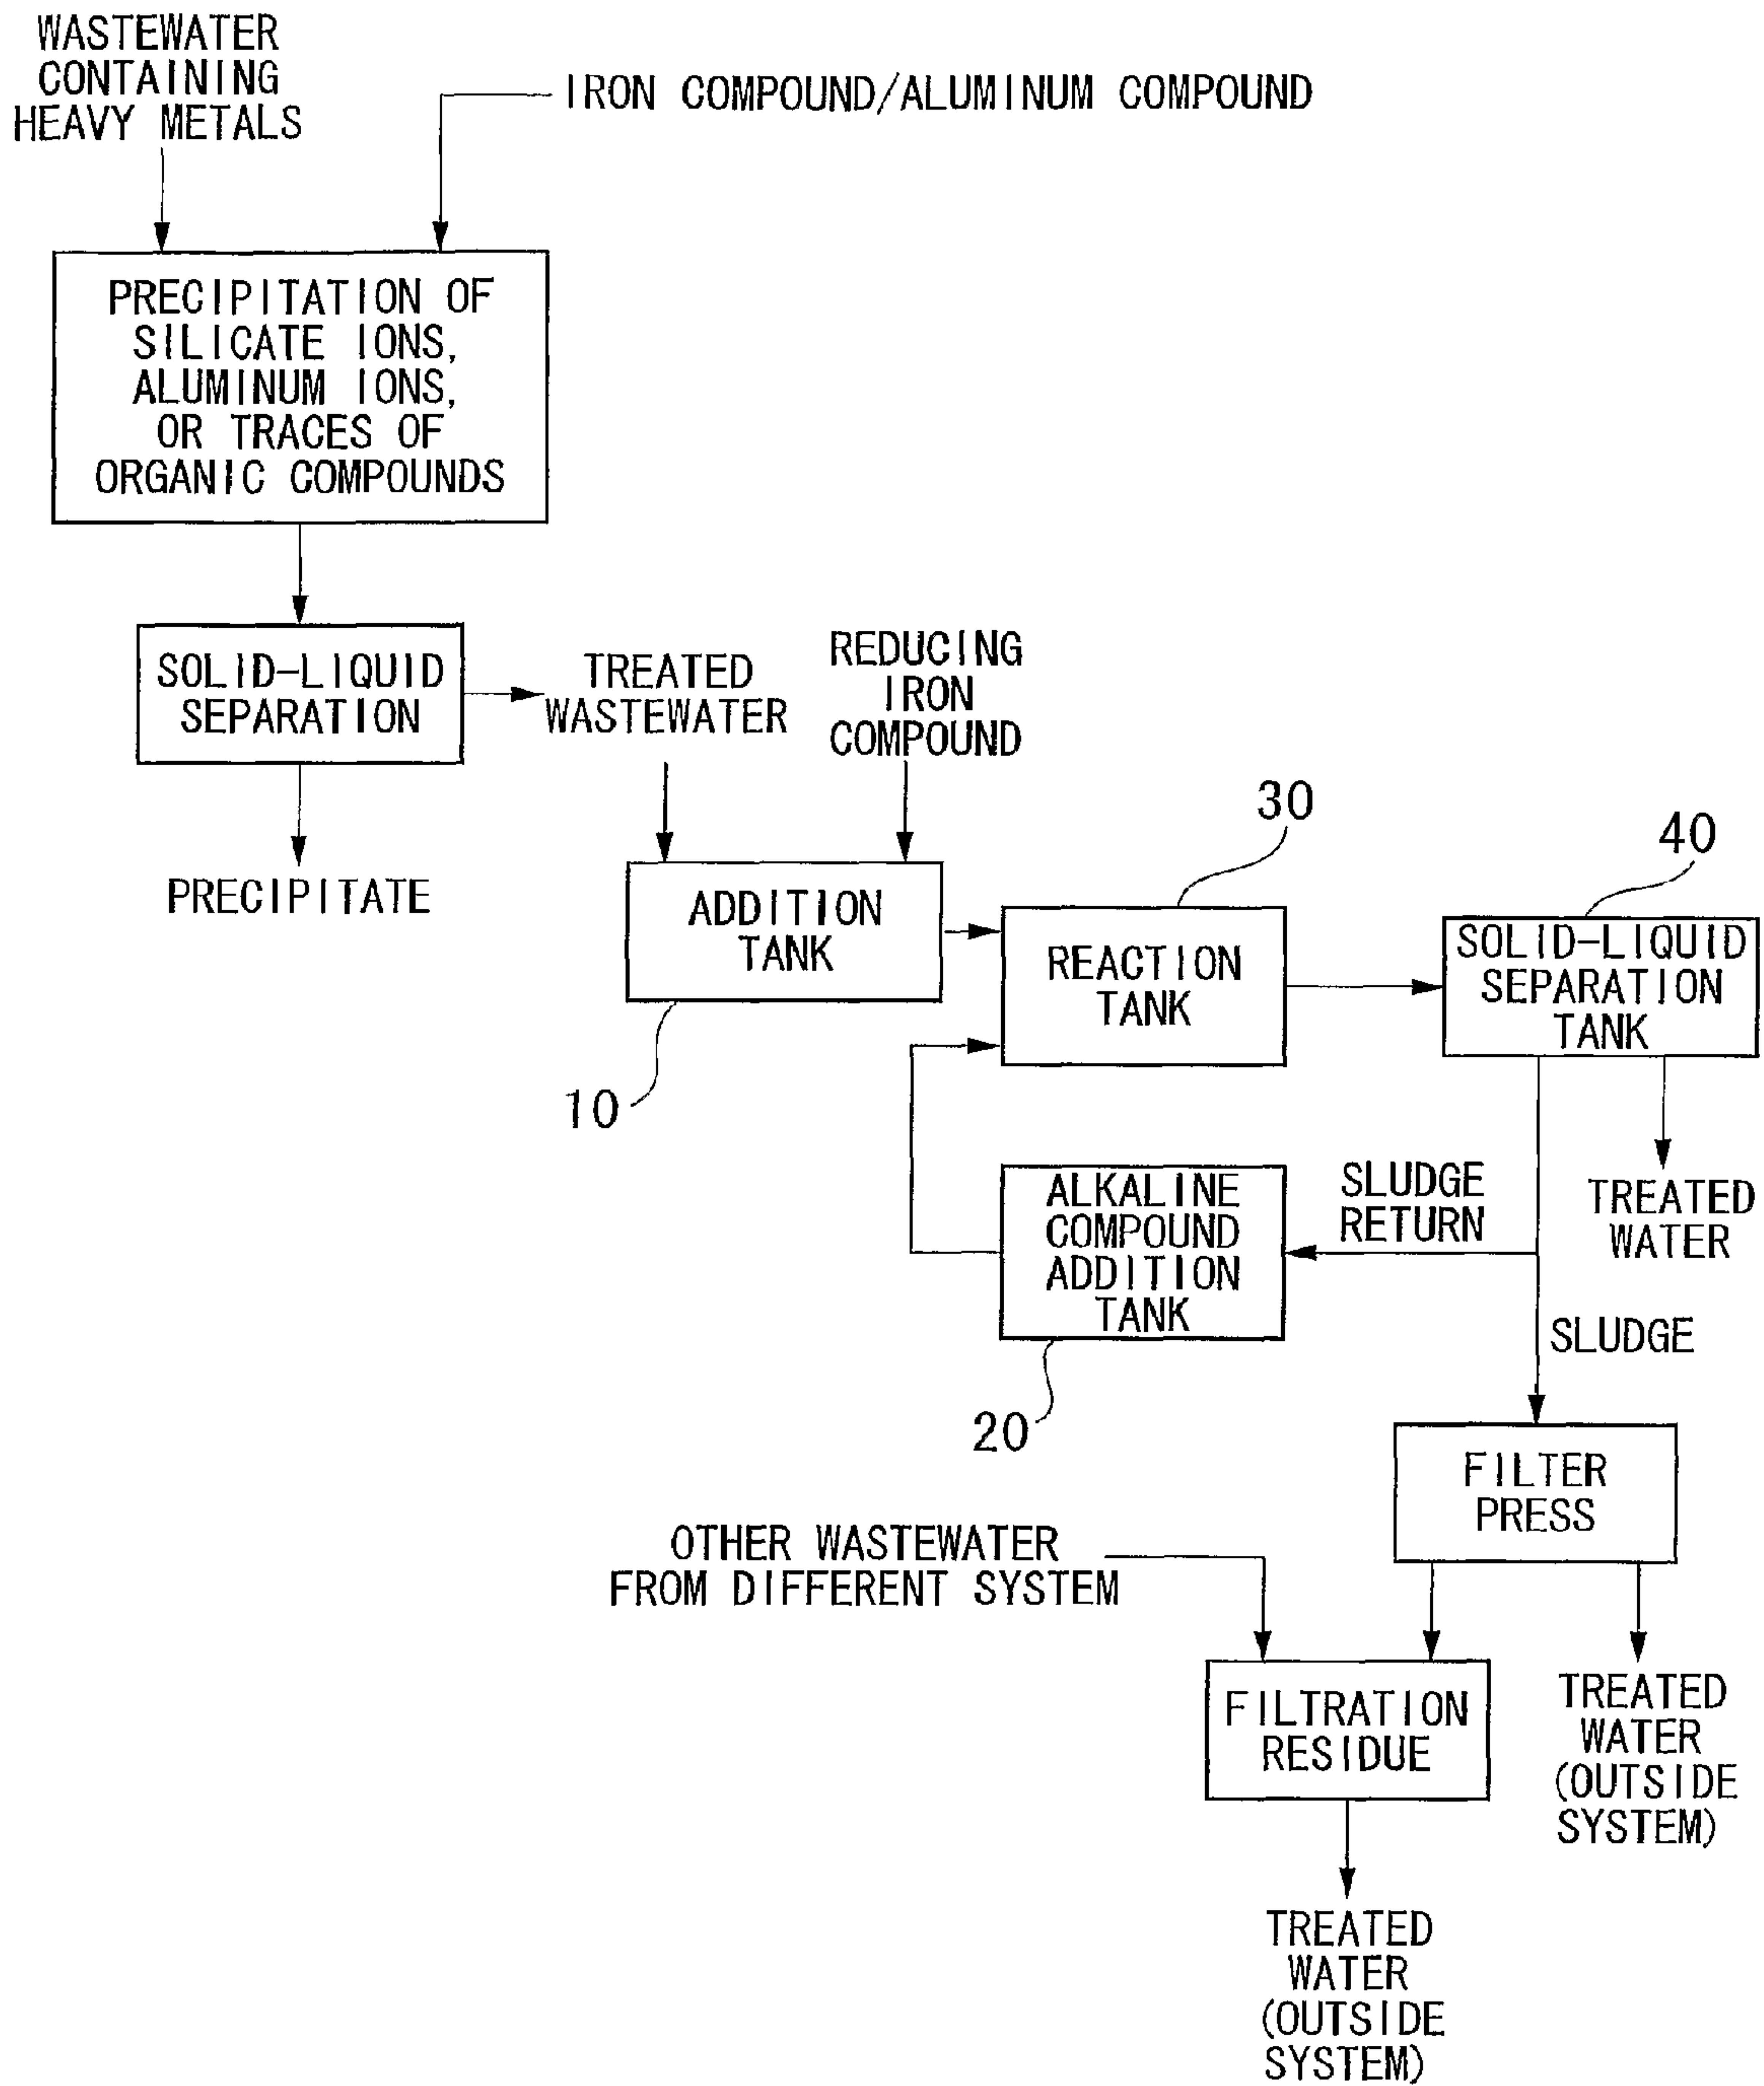 WASTEWATER
CONTAINING
HEAVY METALS
IRON COMPOUND/ALUMINUM COMPOUND
PRECIPITATION OF
SILICATE IONS,
ALUMINUM IONS,
OR TRACES OF
ORGANIC COMPOUNDS
SOLID-LIQUID
SEPARATION
TREATED
WASTEWATER
REDUCING
IRON
COMPOUND
PRECIPITATE
ADDITION
TANK
10
30
REACTION
TANK
40
SOLID-LIQUID
SEPARATION
TANK
TREATED
WATER
SLUDGE
RETURN
ALKALINE
COMPOUND
ADDITION
TANK
20
SLUDGE
FILTER
PRESS
OTHER WASTEWATER
FROM DIFFERENT SYSTEM
FILTRATION
RESIDUE
TREATED
WATER
(OUTSIDE
SYSTEM)
TREATED
WATER
(OUTSIDE
SYSTEM)